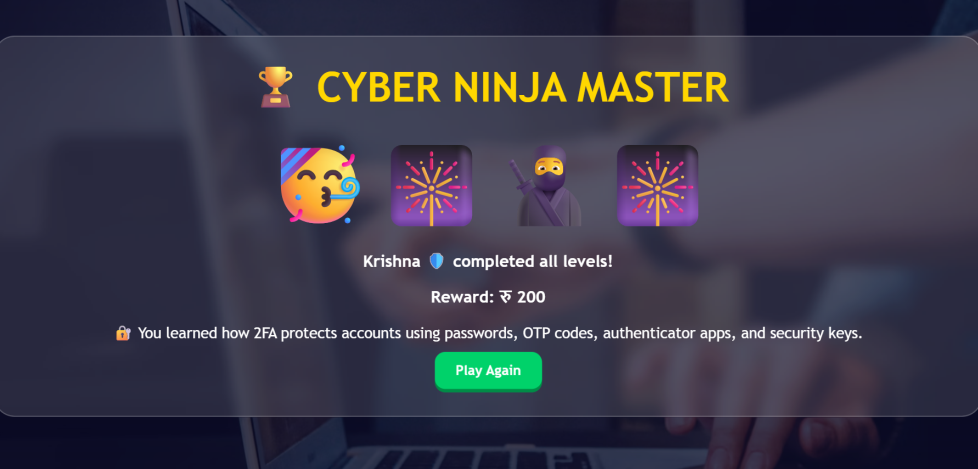 CYBER NINJA MASTER
Krishna completed all levels!
Reward: रु 200
You learned how 2FA protects accounts using passwords, OTP codes, authenticator apps, and security keys.
Play Again